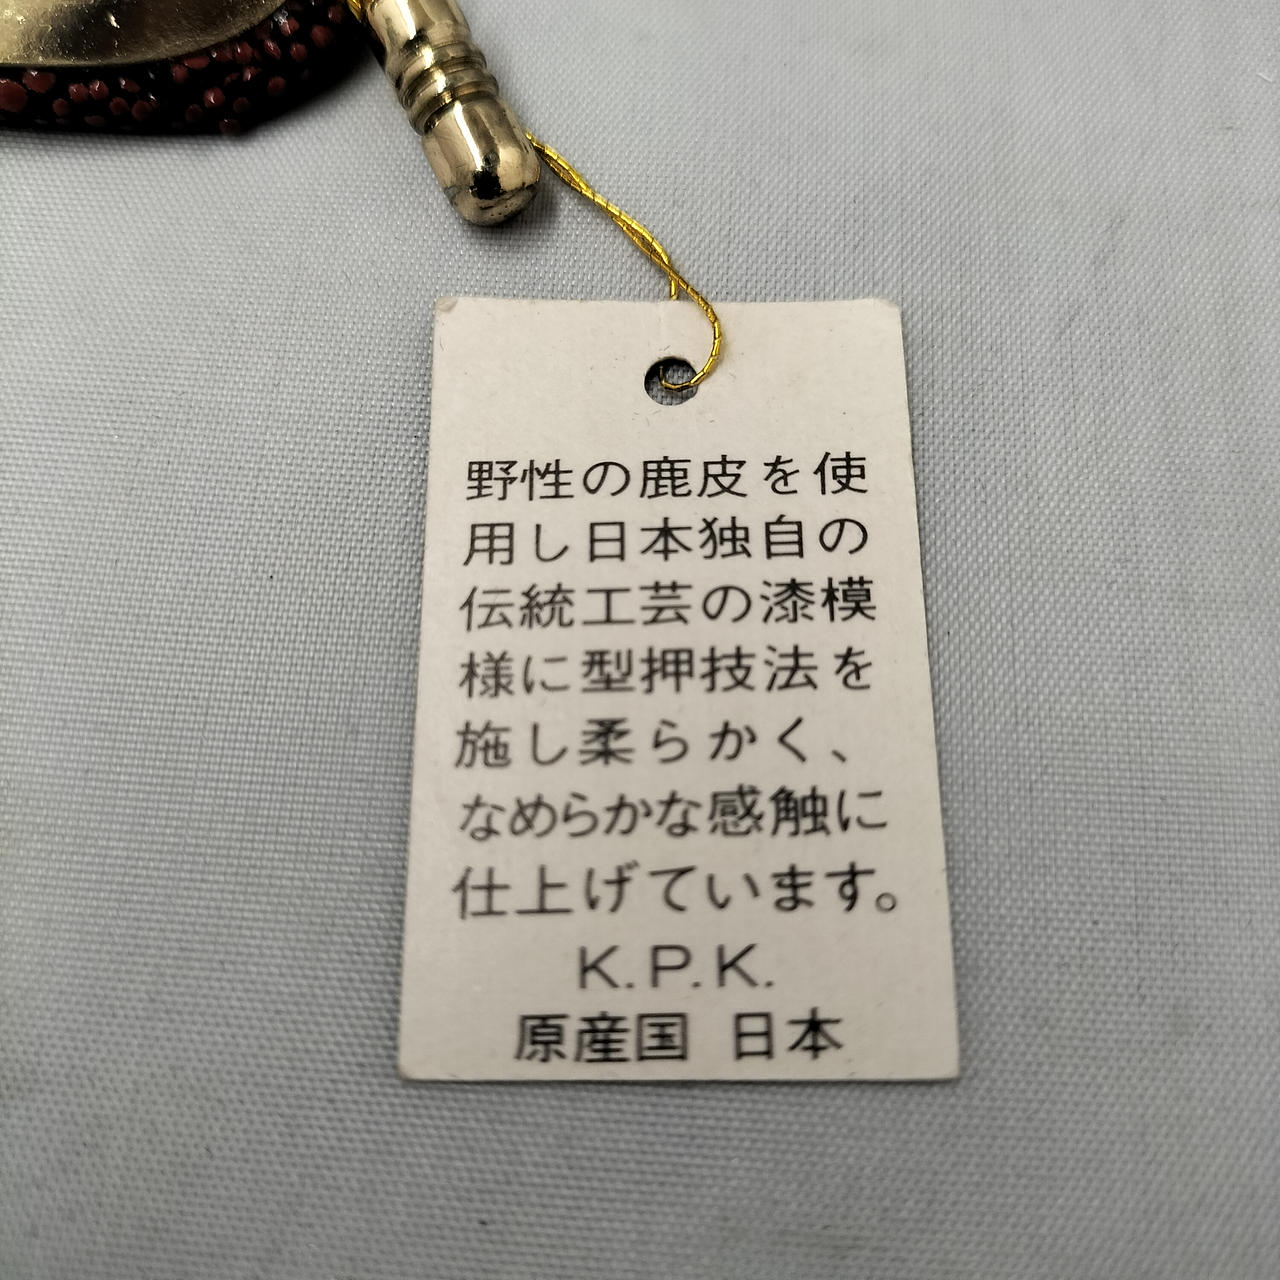 野性の鹿皮を使
用し日本独自の
伝統工芸の漆模
様に型押技法を
施し柔らかく、
なめらかな感触に
仕上げています。
K.P.K.
原産国 日本